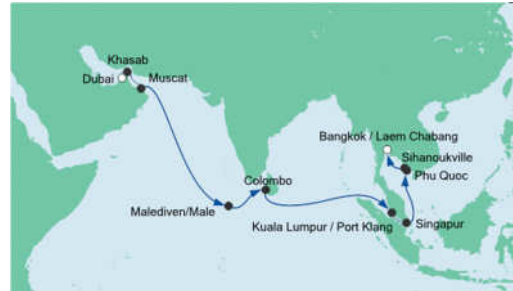 Khasab
Dubai
Muscat
Bangkok / Laem Chabang
Sihanoukville
Phu Quoc
Colombo
Malediven/Male
Kuala Lumpur / Port Klang
Singapur